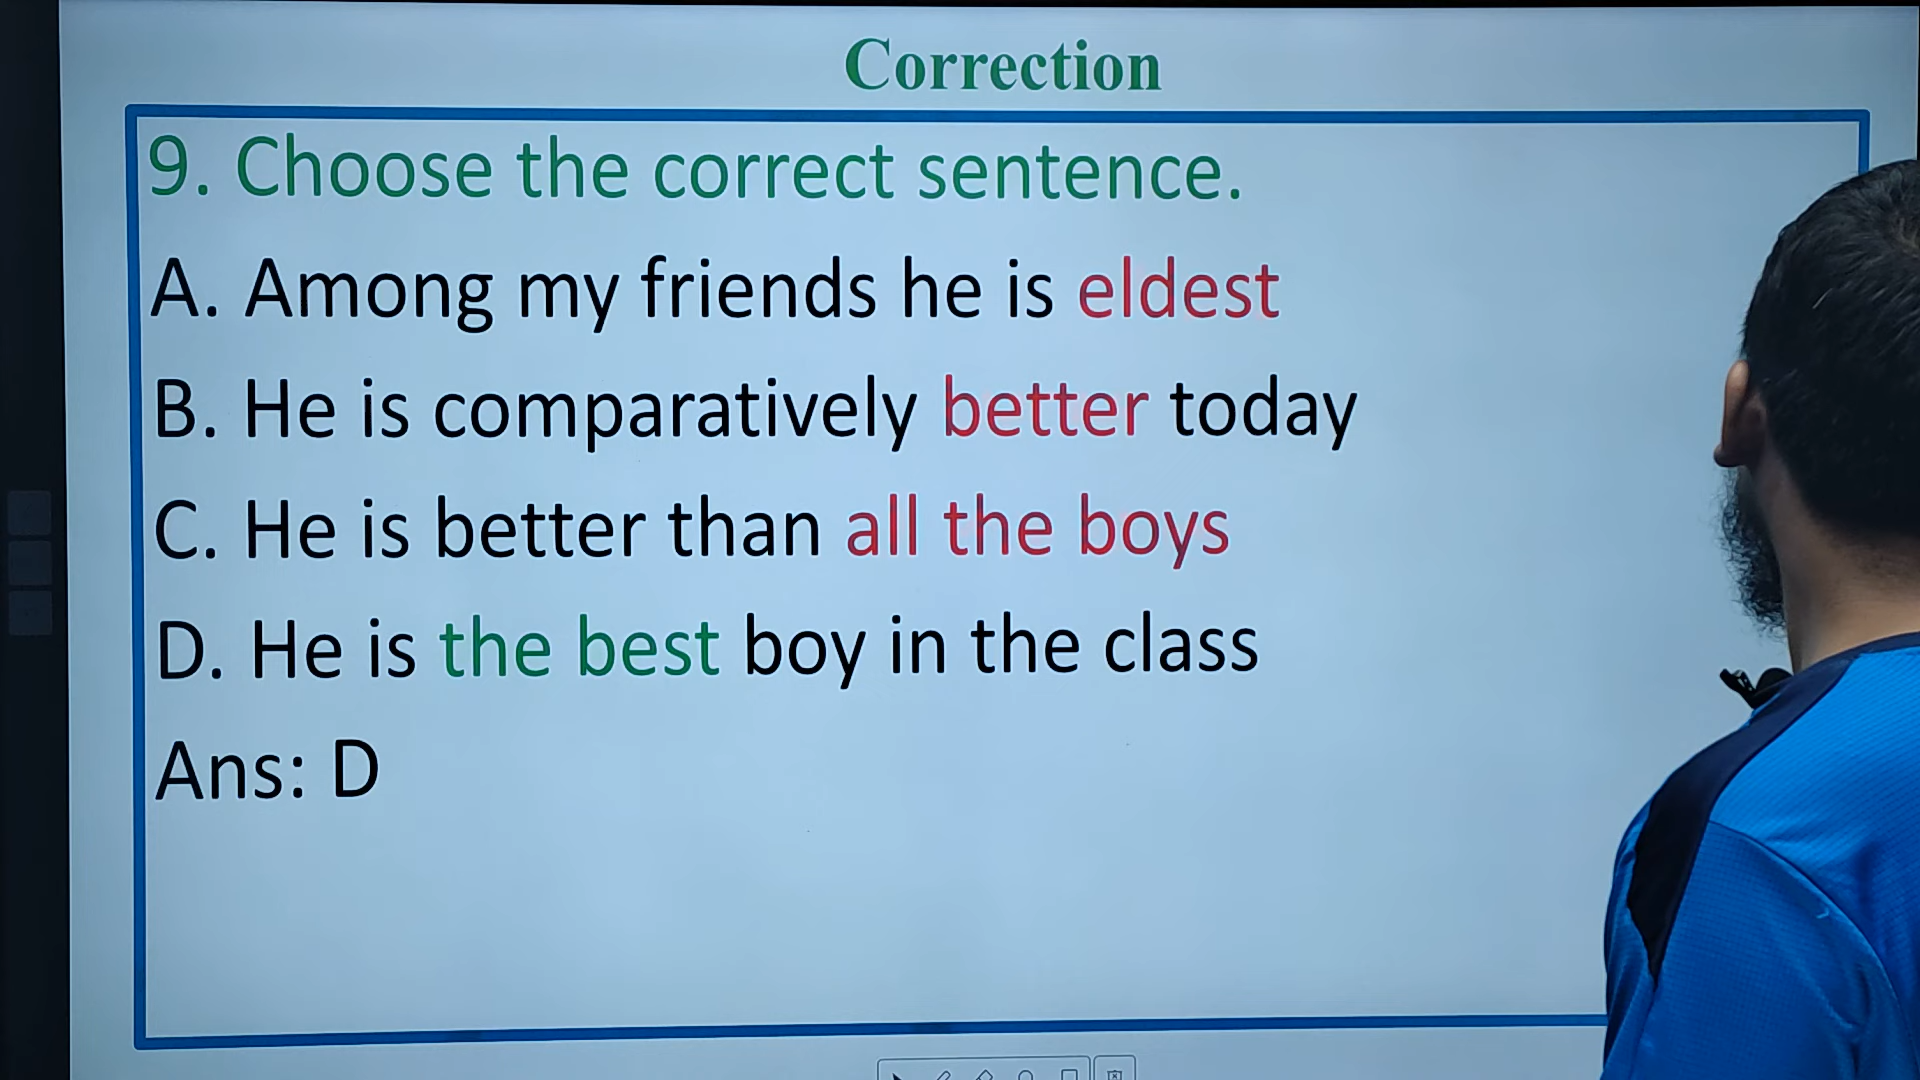 Correction
9. Choose the correct sentence.
A. Among my friends he is eldest
B. He is comparatively better today
C. He is better than all the boys
D. He is the best boy in the class
Ans: D